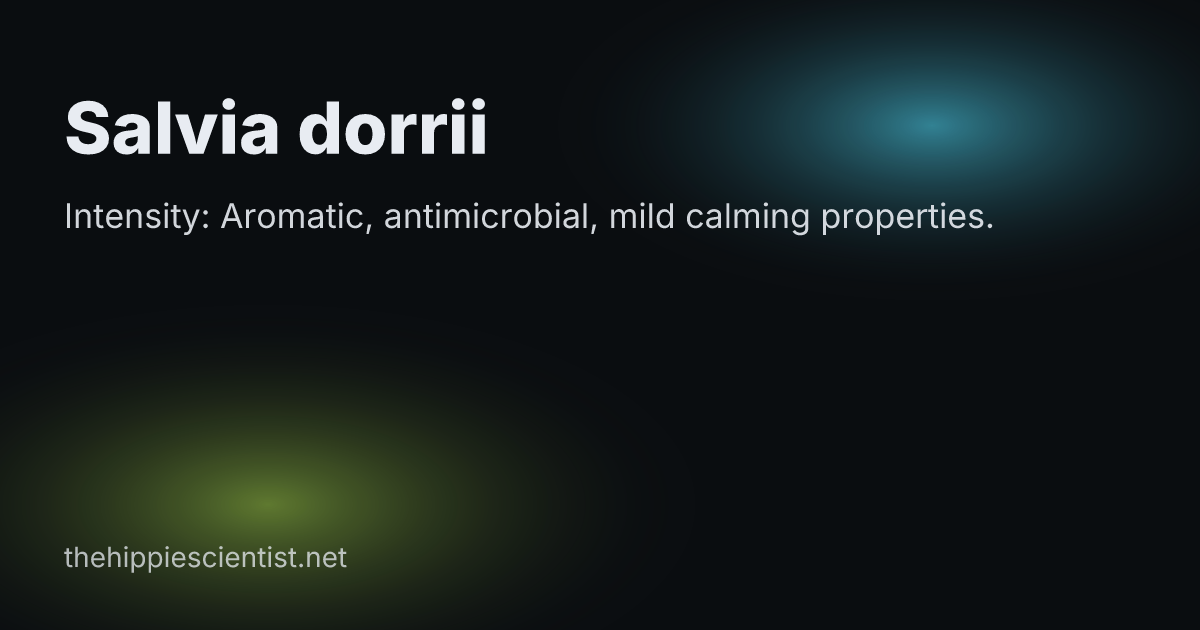 Salvia dorrii
Intensity: Aromatic, antimicrobial, mild calming properties.
thehippiescientist.net